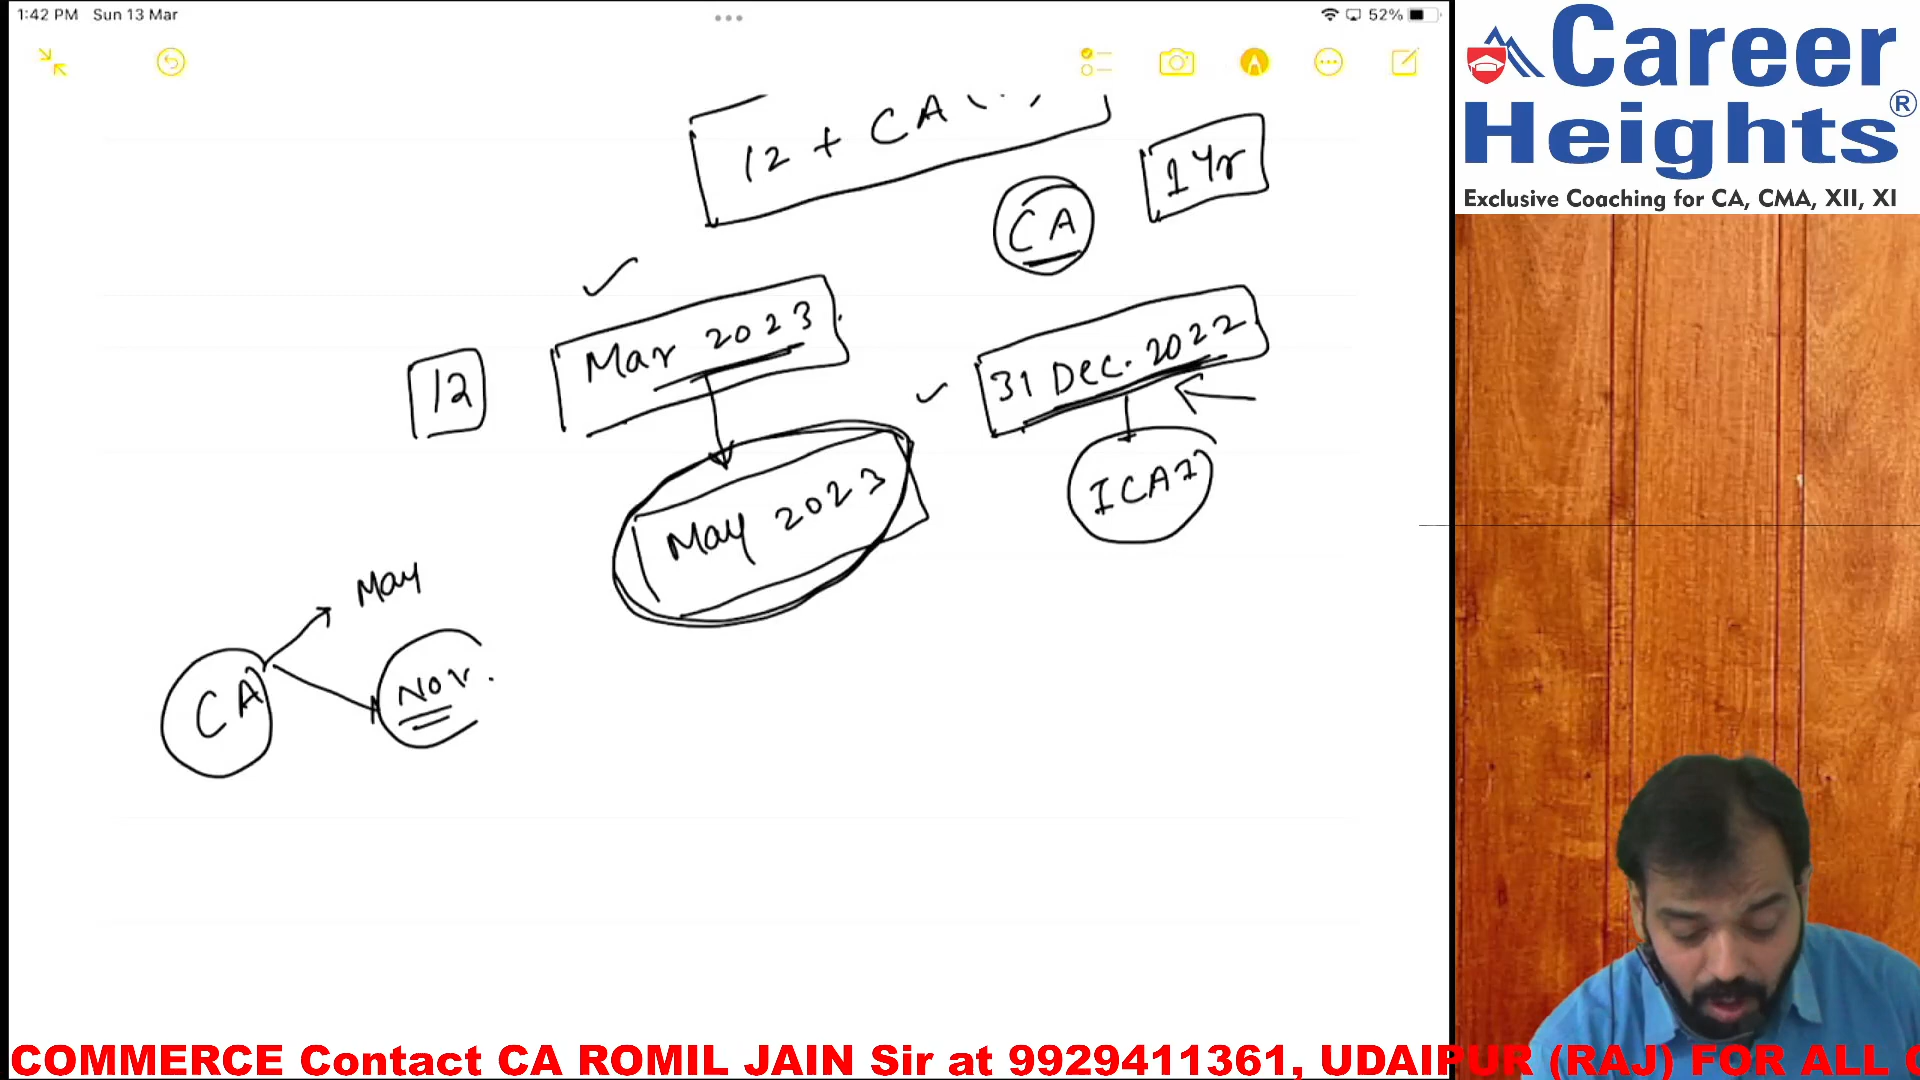 1:42 PM Sun 13 Mar
52%
Career
Heights®
Exclusive Coaching for CA, CMA, XII, XI
12 + CA
1 Yr
CA
Mar 2023
31 Dec. 2022
12
May 2023
ICAI
May
CA
Nov.
COMMERCE Contact CA ROMIL JAIN Sir at 9929411361, UDAIPUR (RAJ) FOR ALL